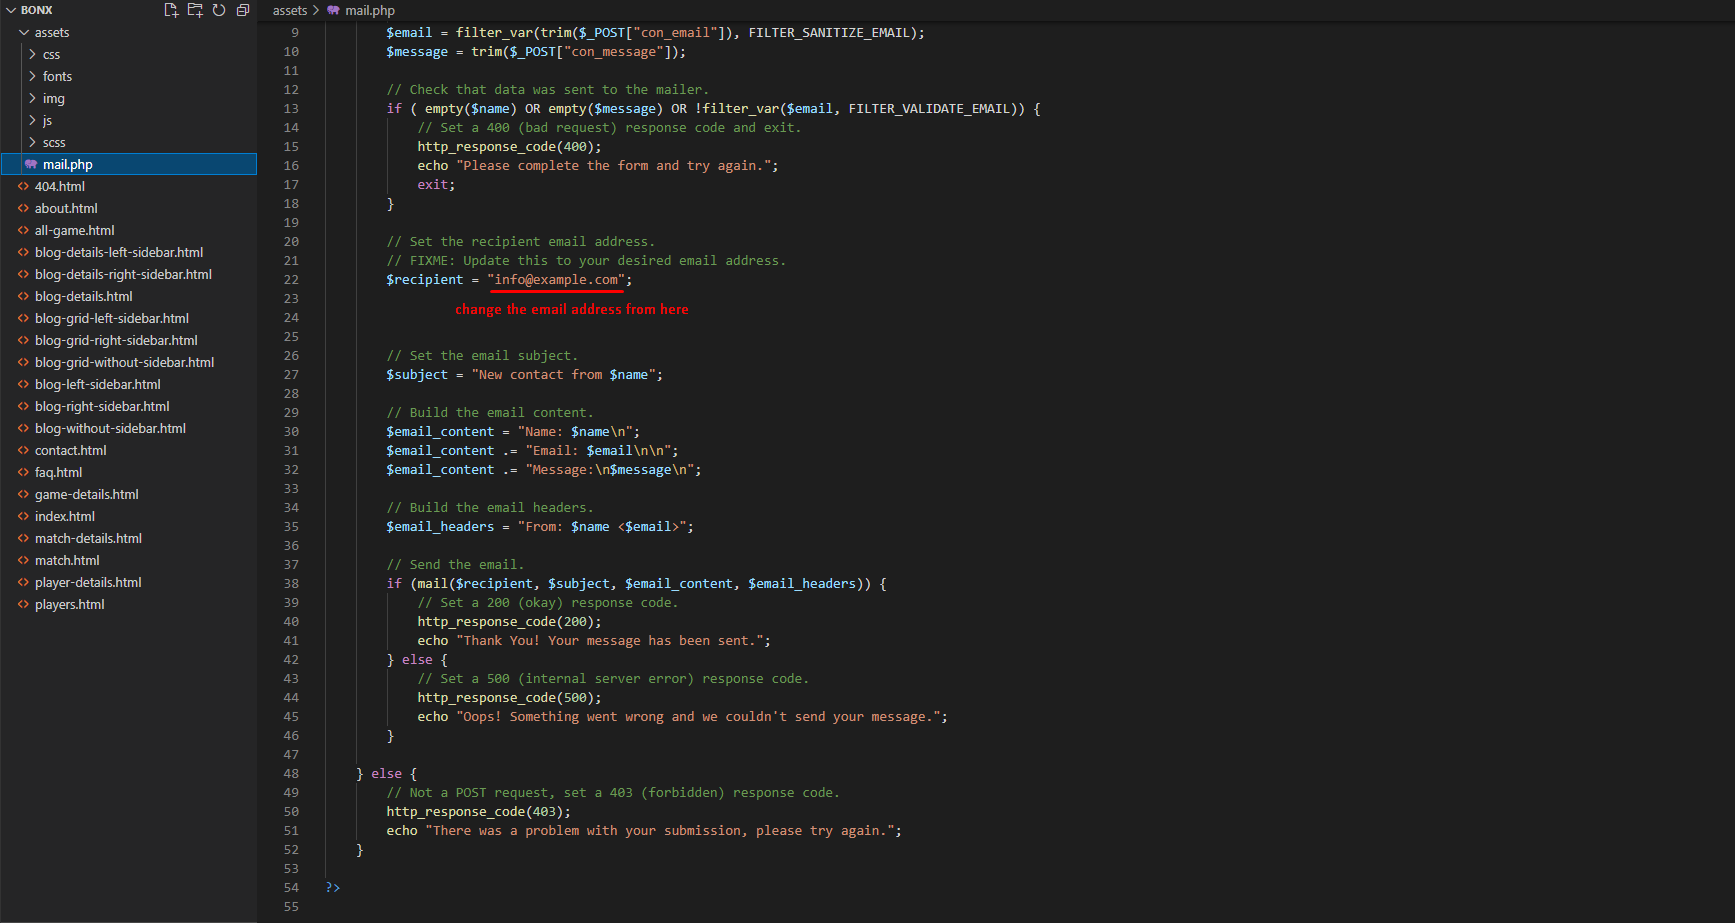 BONX
assets
css
fonts
img
js
scss
mail.php
404.html
about.html
all-game.html
blog-details-left-sidebar.html
blog-details-right-sidebar.html
blog-details.html
blog-grid-left-sidebar.html
blog-grid-right-sidebar.html
blog-grid-without-sidebar.html
blog-left-sidebar.html
blog-right-sidebar.html
blog-without-sidebar.html
contact.html
faq.html
game-details.html
index.html
match-details.html
match.html
player-details.html
players.html
assets > mail.php
9 $email = filter_var(trim($_POST["con_email"]), FILTER_SANITIZE_EMAIL);
10 $message = trim($_POST["con_message"]);
11
12 // Check that data was sent to the mailer.
13 if ( empty($name) OR empty($message) OR !filter_var($email, FILTER_VALIDATE_EMAIL)) {
14 // Set a 400 (bad request) response code and exit.
15 http_response_code(400);
16 echo "Please complete the form and try again.";
17 exit;
18 }
19
20 // Set the recipient email address.
21 // FIXME: Update this to your desired email address.
22 $recipient = "info@example.com";
23
change the email address from here
24
25
26 // Set the email subject.
27 $subject = "New contact from $name";
28
29 // Build the email content.
30 $email_content = "Name: $name\n";
31 $email_content .= "Email: $email\n\n";
32 $email_content .= "Message:\n$message\n";
33
34 // Build the email headers.
35 $email_headers = "From: $name <$email>";
36
37 // Send the email.
38 if (mail($recipient, $subject, $email_content, $email_headers)) {
39 // Set a 200 (okay) response code.
40 http_response_code(200);
41 echo "Thank You! Your message has been sent.";
42 } else {
43 // Set a 500 (internal server error) response code.
44 http_response_code(500);
45 echo "Oops! Something went wrong and we couldn't send your message.";
46 }
47
48 } else {
49 // Not a POST request, set a 403 (forbidden) response code.
50 http_response_code(403);
51 echo "There was a problem with your submission, please try again.";
52 }
53
54 ?>
55